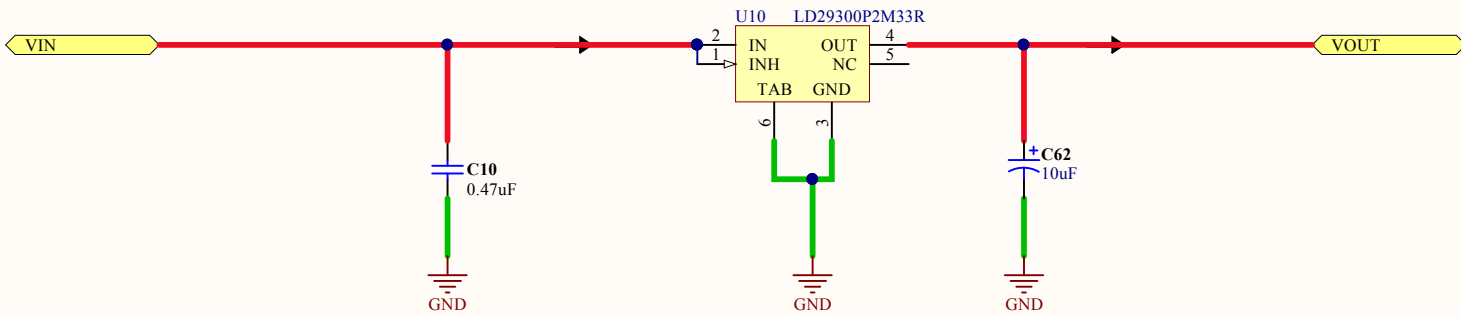 U10 LD29300P2M33R
VIN
2 IN OUT 4
1 INH NC 5
VOUT
TAB GND
6 3
C10
0.47uF
+ C62
10uF
GND
GND
GND